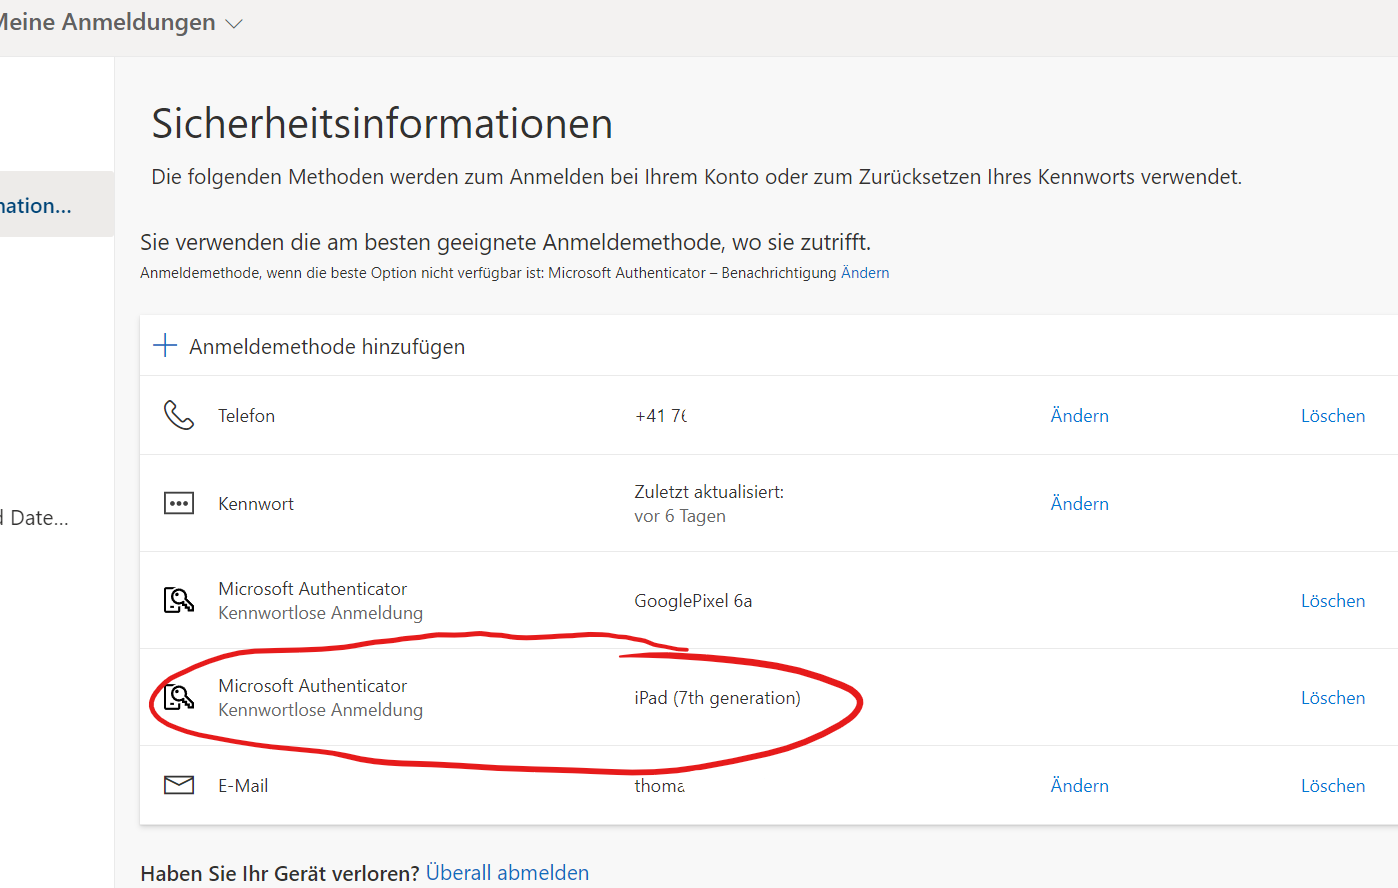 Meine Anmeldungen
Sicherheitsinformationen
Die folgenden Methoden werden zum Anmelden bei Ihrem Konto oder zum Zurücksetzen Ihres Kennworts verwendet.
mation...
Sie verwenden die am besten geeignete Anmeldemethode, wo sie zutrifft.
Anmeldemethode, wenn die beste Option nicht verfügbar ist: Microsoft Authenticator – Benachrichtigung Ändern
Anmeldemethode hinzufügen
Telefon +41 76 Ändern Löschen
Kennwort Zuletzt aktualisiert: Ändern
vor 6 Tagen
d Date...
Microsoft Authenticator GooglePixel 6a Löschen
Kennwortlose Anmeldung
Microsoft Authenticator iPad (7th generation) Löschen
Kennwortlose Anmeldung
E-Mail thoma Ändern Löschen
Haben Sie Ihr Gerät verloren? Überall abmelden